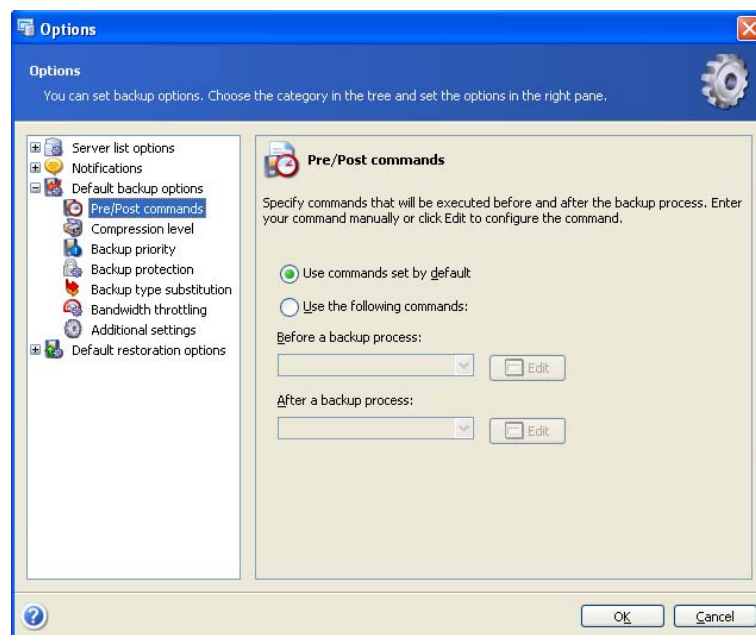 Options
Options
You can set backup options. Choose the category in the tree and set the options in the right pane.
Server list options
Notifications
Default backup options
Pre/Post commands
Compression level
Backup priority
Backup protection
Backup type substitution
Bandwidth throttling
Additional settings
Default restoration options
Pre/Post commands
Specify commands that will be executed before and after the backup process. Enter
your command manually or click Edit to configure the command.
Use commands set by default
Use the following commands:
Before a backup process:
Edit
After a backup process:
Edit
OK
Cancel